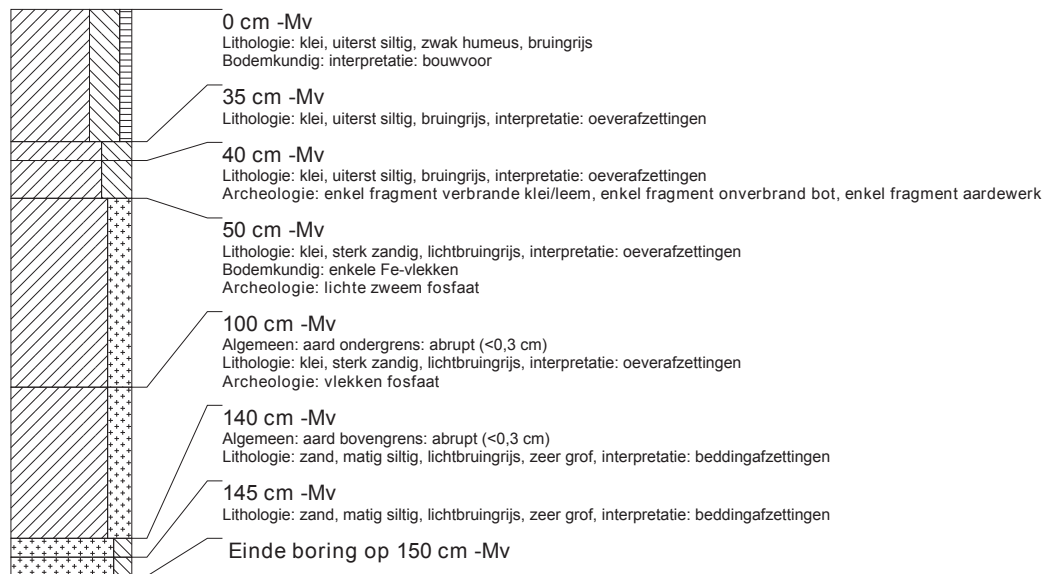 0 cm -Mv
Lithologie: klei, uiterst siltig, zwak humeus, bruingrijs
Bodemkundig: interpretatie: bouwvoor
35 cm -Mv
Lithologie: klei, uiterst siltig, bruingrijs, interpretatie: oeverafzettingen
40 cm -Mv
Lithologie: klei, uiterst siltig, bruingrijs, interpretatie: oeverafzettingen
Archeologie: enkel fragment verbrande klei/leem, enkel fragment onverbrand bot, enkel fragment aardewerk
50 cm -Mv
Lithologie: klei, sterk zandig, lichtbruingrijs, interpretatie: oeverafzettingen
Bodemkundig: enkele Fe-vlekken
Archeologie: lichte zweem fosfaat
100 cm -Mv
Algemeen: aard ondergrens: abrupt (<0,3 cm)
Lithologie: klei, sterk zandig, lichtbruingrijs, interpretatie: oeverafzettingen
Archeologie: vlekken fosfaat
140 cm -Mv
Algemeen: aard bovengrens: abrupt (<0,3 cm)
Lithologie: zand, matig siltig, lichtbruingrijs, zeer grof, interpretatie: beddingafzettingen
145 cm -Mv
Lithologie: zand, matig siltig, lichtbruingrijs, zeer grof, interpretatie: beddingafzettingen
Einde boring op 150 cm -Mv